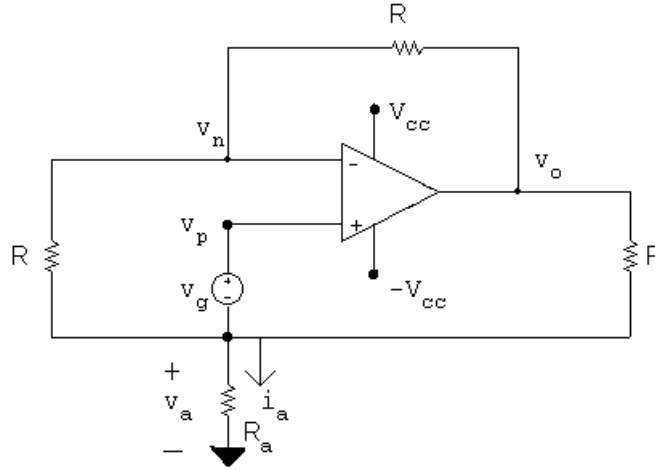 R
V_cc
v_n
-
v_o
v_p
+
R
+
-
v_g
-V_cc
+
v_a
i_a
R_a
–